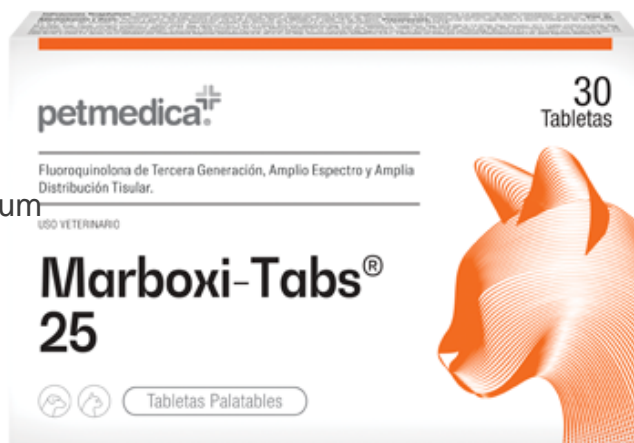 petmedica
30
Tabletas
Fluoroquinolona de Tercera Generación, Amplio Espectro y Amplia
Distribución Tisular.
um
USO VETERINARIO
Marboxi-Tabs®
25
Tabletas Palatables